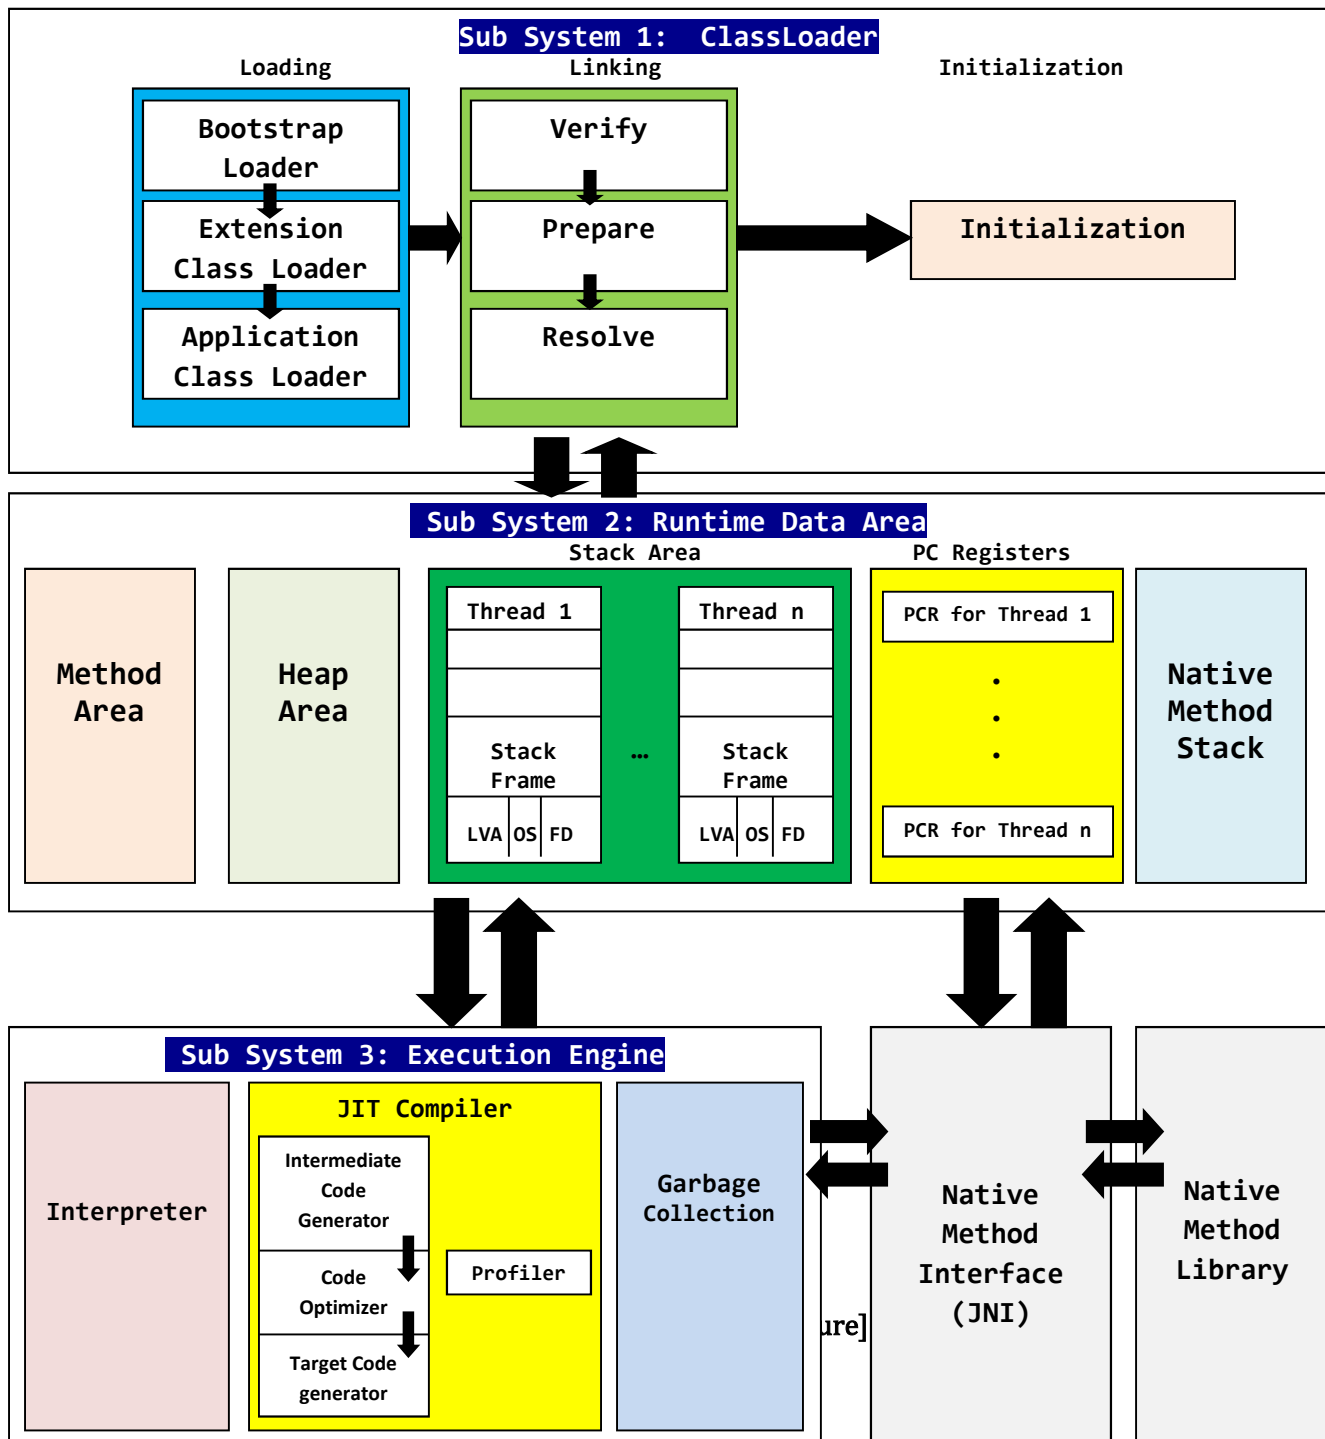 Sub System 1:  ClassLoader
Loading
Linking
Initialization
Bootstrap
Loader
Extension
Class Loader
Application
Class Loader
Verify
Prepare
Resolve
Initialization
Sub System 2: Runtime Data Area
Stack Area
PC Registers
Method
Area
Heap
Area
Thread 1
Stack
Frame
LVA OS FD
…
Thread n
Stack
Frame
LVA OS FD
PCR for Thread 1
.
.
.
PCR for Thread n
Native
Method
Stack
Sub System 3: Execution Engine
Interpreter
JIT Compiler
Intermediate
Code
Generator
Code
Optimizer
Target Code
generator
Profiler
Garbage
Collection
ure]
Native
Method
Interface
(JNI)
Native
Method
Library